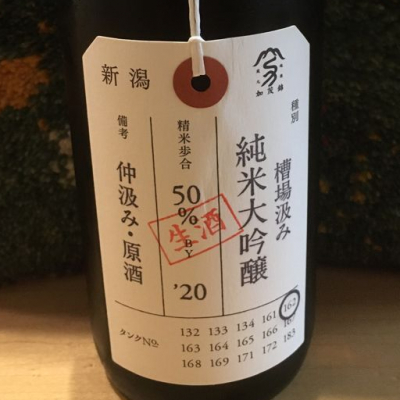 加茂錦
種別
槽場汲み
純米大吟醸
精米歩合
50%
BY
'20
生酒
新潟
備考
仲汲み・原酒
タンクNo.
132 133 134 161 162
163 164 165 166 167
168 169 171 172 183